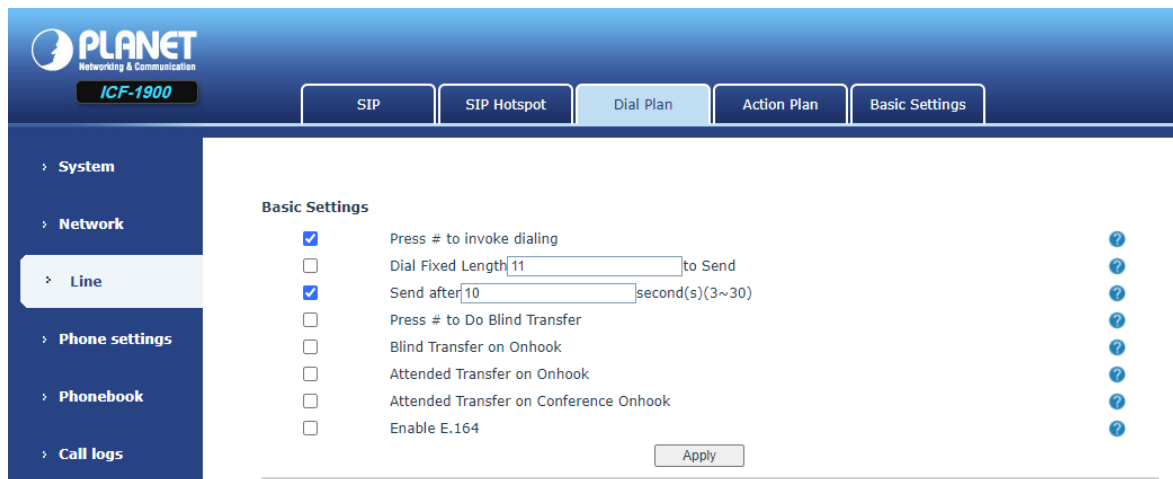 PLANET
Networking & Communication
ICF-1900
SIP
SIP Hotspot
Dial Plan
Action Plan
Basic Settings
System
Network
Line
Phone settings
Phonebook
Call logs
Basic Settings
Press # to invoke dialing
Dial Fixed Length 11 to Send
Send after 10 second(s)(3~30)
Press # to Do Blind Transfer
Blind Transfer on Onhook
Attended Transfer on Onhook
Attended Transfer on Conference Onhook
Enable E.164
Apply